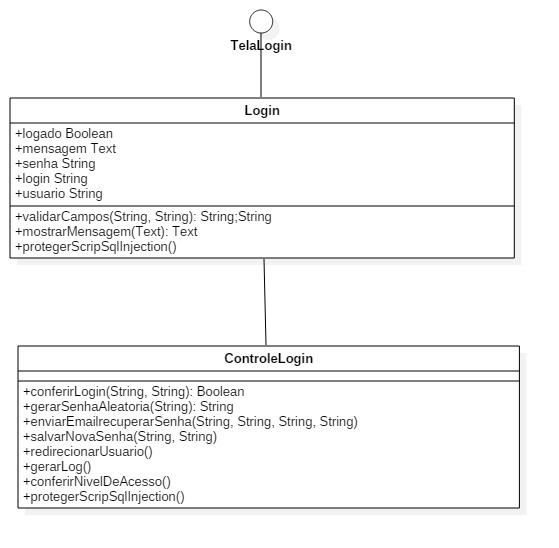 TelaLogin
Login
+logado Boolean
+mensagem Text
+senha String
+login String
+usuario String
+validarCampos(String, String): String;String
+mostrarMensagem(Text): Text
+protegerScripSqlInjection()
ControleLogin
+conferirLogin(String, String): Boolean
+gerarSenhaAleatoria(String): String
+enviarEmailrecuperarSenha(String, String, String, String)
+salvarNovaSenha(String, String)
+redirecionarUsuario()
+gerarLog()
+conferirNivelDeAcesso()
+protegerScripSqlInjection()